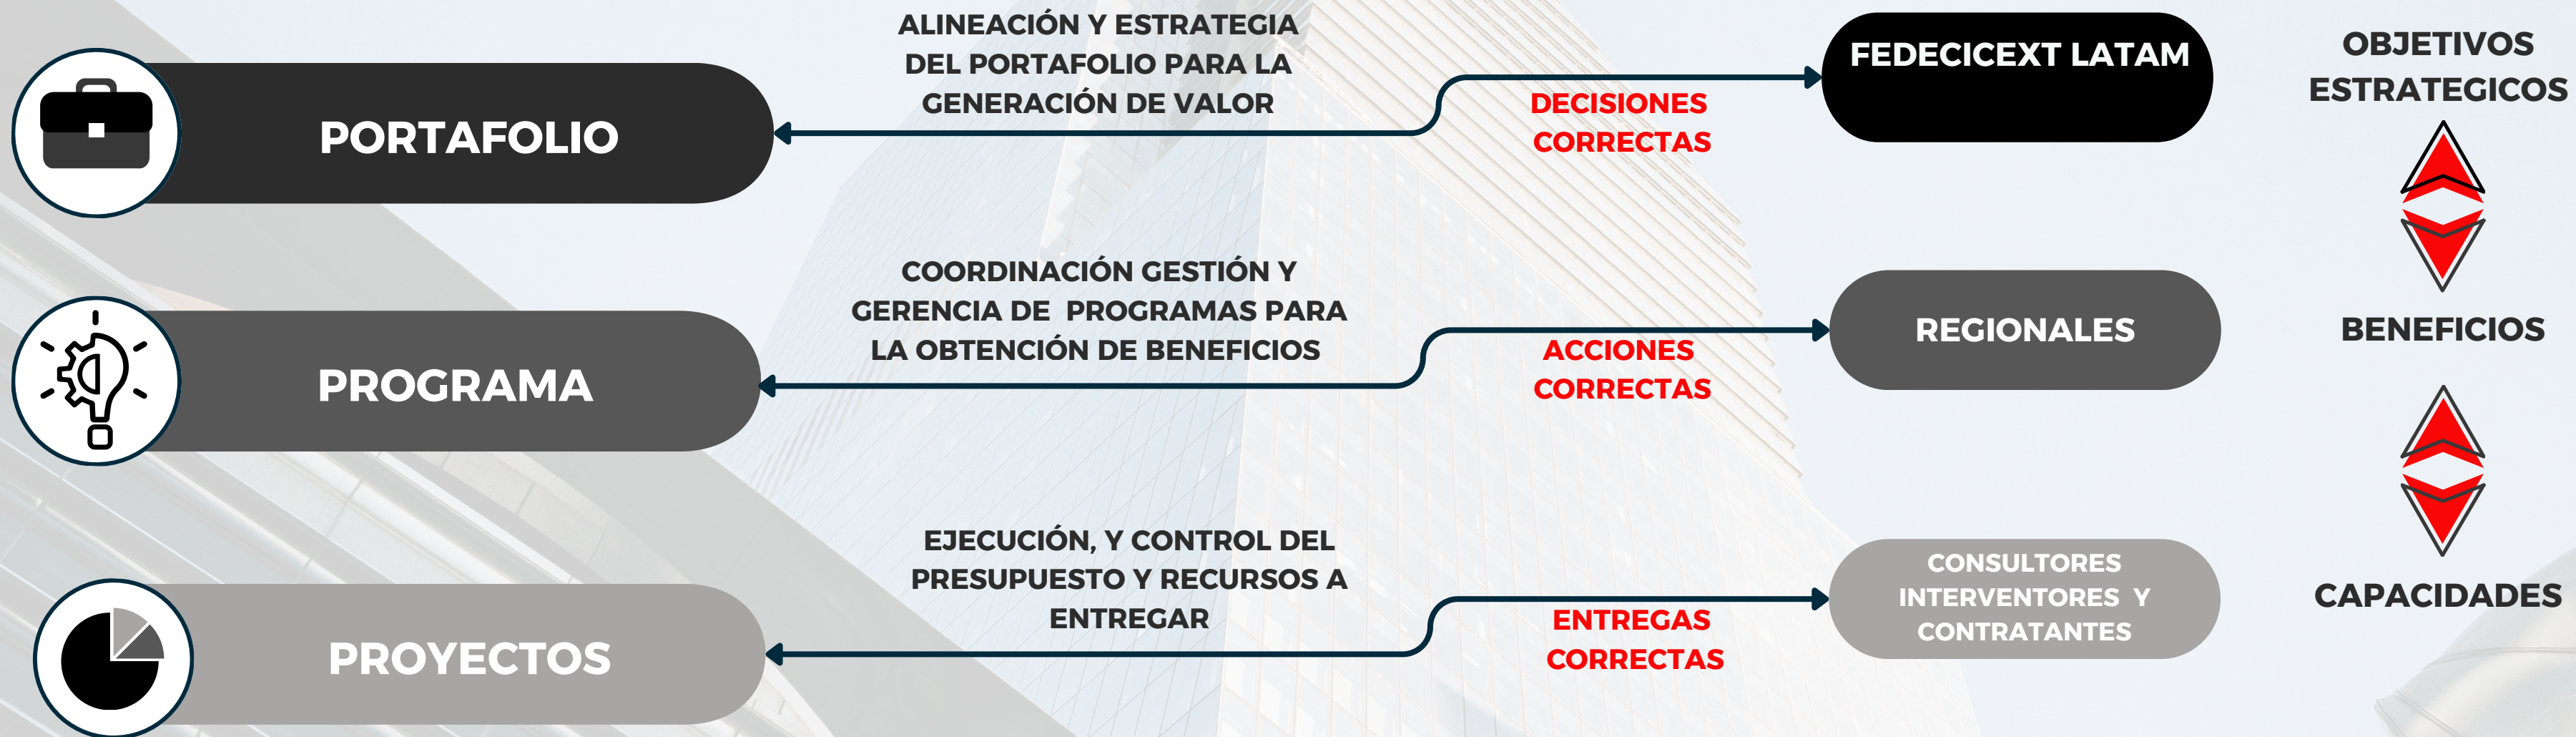 PORTAFOLIO
ALINEACIÓN Y ESTRATEGIA
DEL PORTAFOLIO PARA LA
GENERACIÓN DE VALOR
DECISIONES
CORRECTAS
FEDECICEXT LATAM
OBJETIVOS
ESTRATEGICOS
PROGRAMA
COORDINACIÓN GESTIÓN Y
GERENCIA DE PROGRAMAS PARA
LA OBTENCIÓN DE BENEFICIOS
ACCIONES
CORRECTAS
REGIONALES
BENEFICIOS
PROYECTOS
EJECUCIÓN, Y CONTROL DEL
PRESUPUESTO Y RECURSOS A
ENTREGAR
ENTREGAS
CORRECTAS
CONSULTORES
INTERVENTORES Y
CONTRATANTES
CAPACIDADES